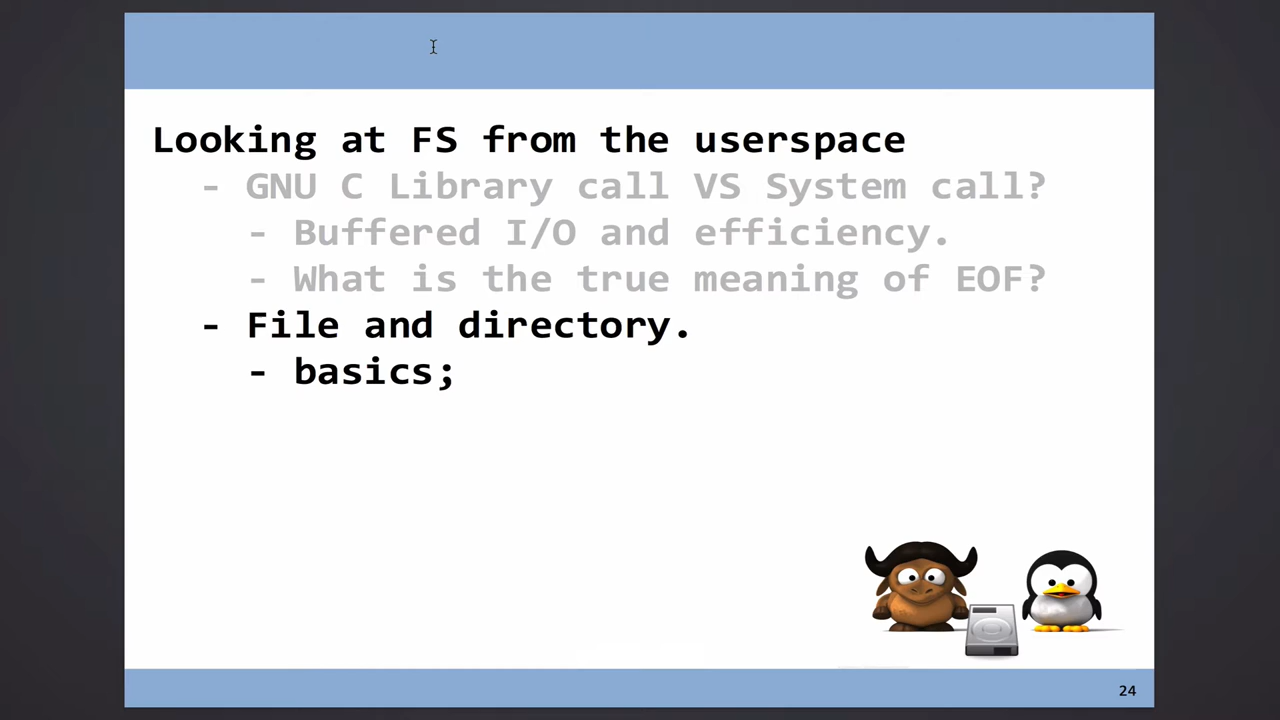 Looking at FS from the userspace
- GNU C Library call VS System call?
- Buffered I/O and efficiency.
- What is the true meaning of EOF?
- File and directory.
- basics;
24